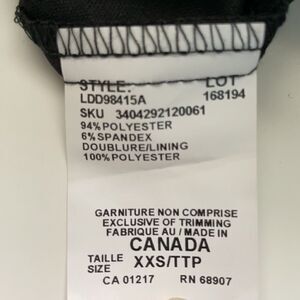 STYLE: LOT
LDD98415A 168194
SKU 3404292120061
94% POLYESTER
6% SPANDEX
DOUBLURE/LINING
100% POLYESTER
GARNITURE NON COMPRISE
EXCLUSIVE OF TRIMMING
FABRIQUE AU / MADE IN
CANADA
TAILLE XXS/TTP
SIZE
CA 01217 RN 68907